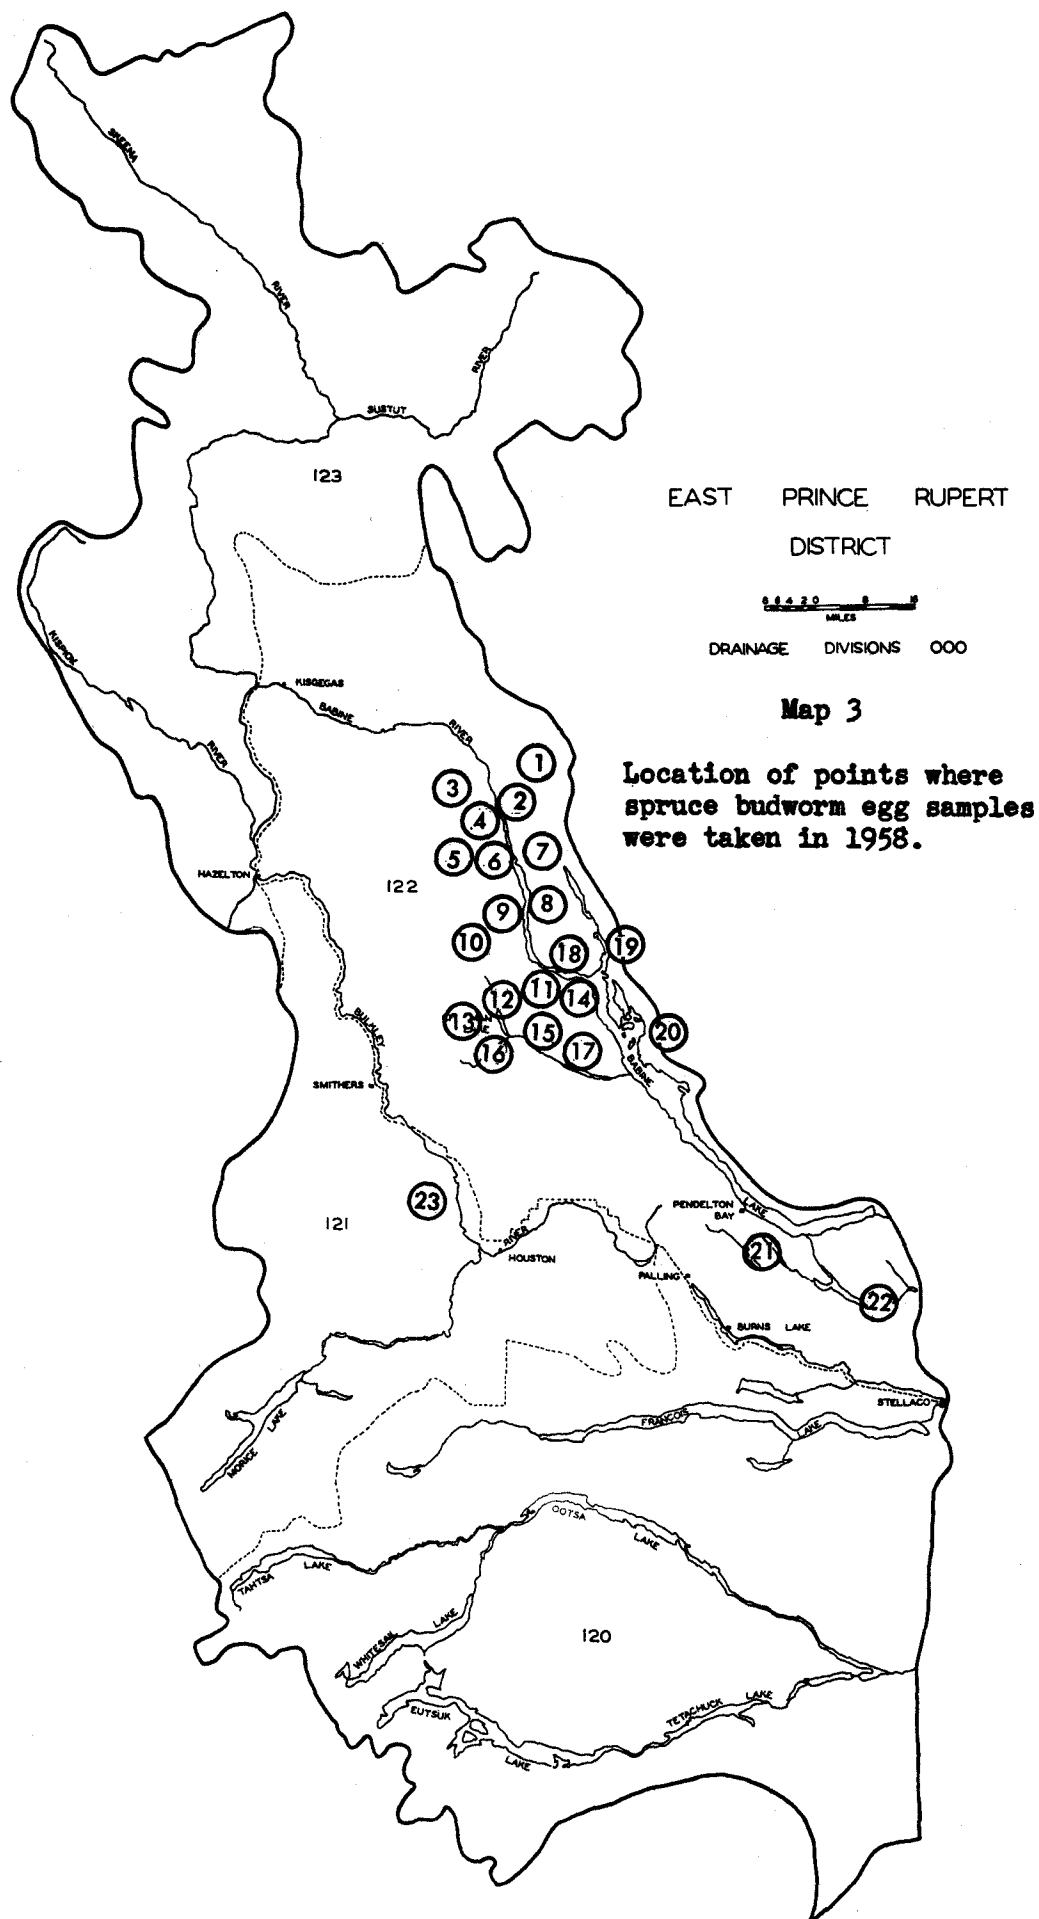 SKEENA
RIVER
RIVER
SUSTUT
123
EAST PRINCE RUPERT
DISTRICT
MILES
DRAINAGE DIVISIONS 000
KISPIOX
RIVER
KISGEGAS
BABINE
RIVER
Map 3
Location of points where
spruce budworm egg samples
were taken in 1958.
1
2
3
4
5
6
7
8
9
10
HAZELTON
122
18
19
11
12
14
13
15
16
17
20
BULKLEY
BABINE
SMITHERS
23
121
RIVER
HOUSTON
PENDELTON
BAY
LAKE
21
22
PALLING
BURNS LAKE
STELLACO
MORICE
LAKE
FRANCOIS
LAKE
OOTSA
LAKE
TAHTSA
LAKE
WHITESAIL
LAKE
120
EUTSUK
LAKE
TETACHUCK
LAKE